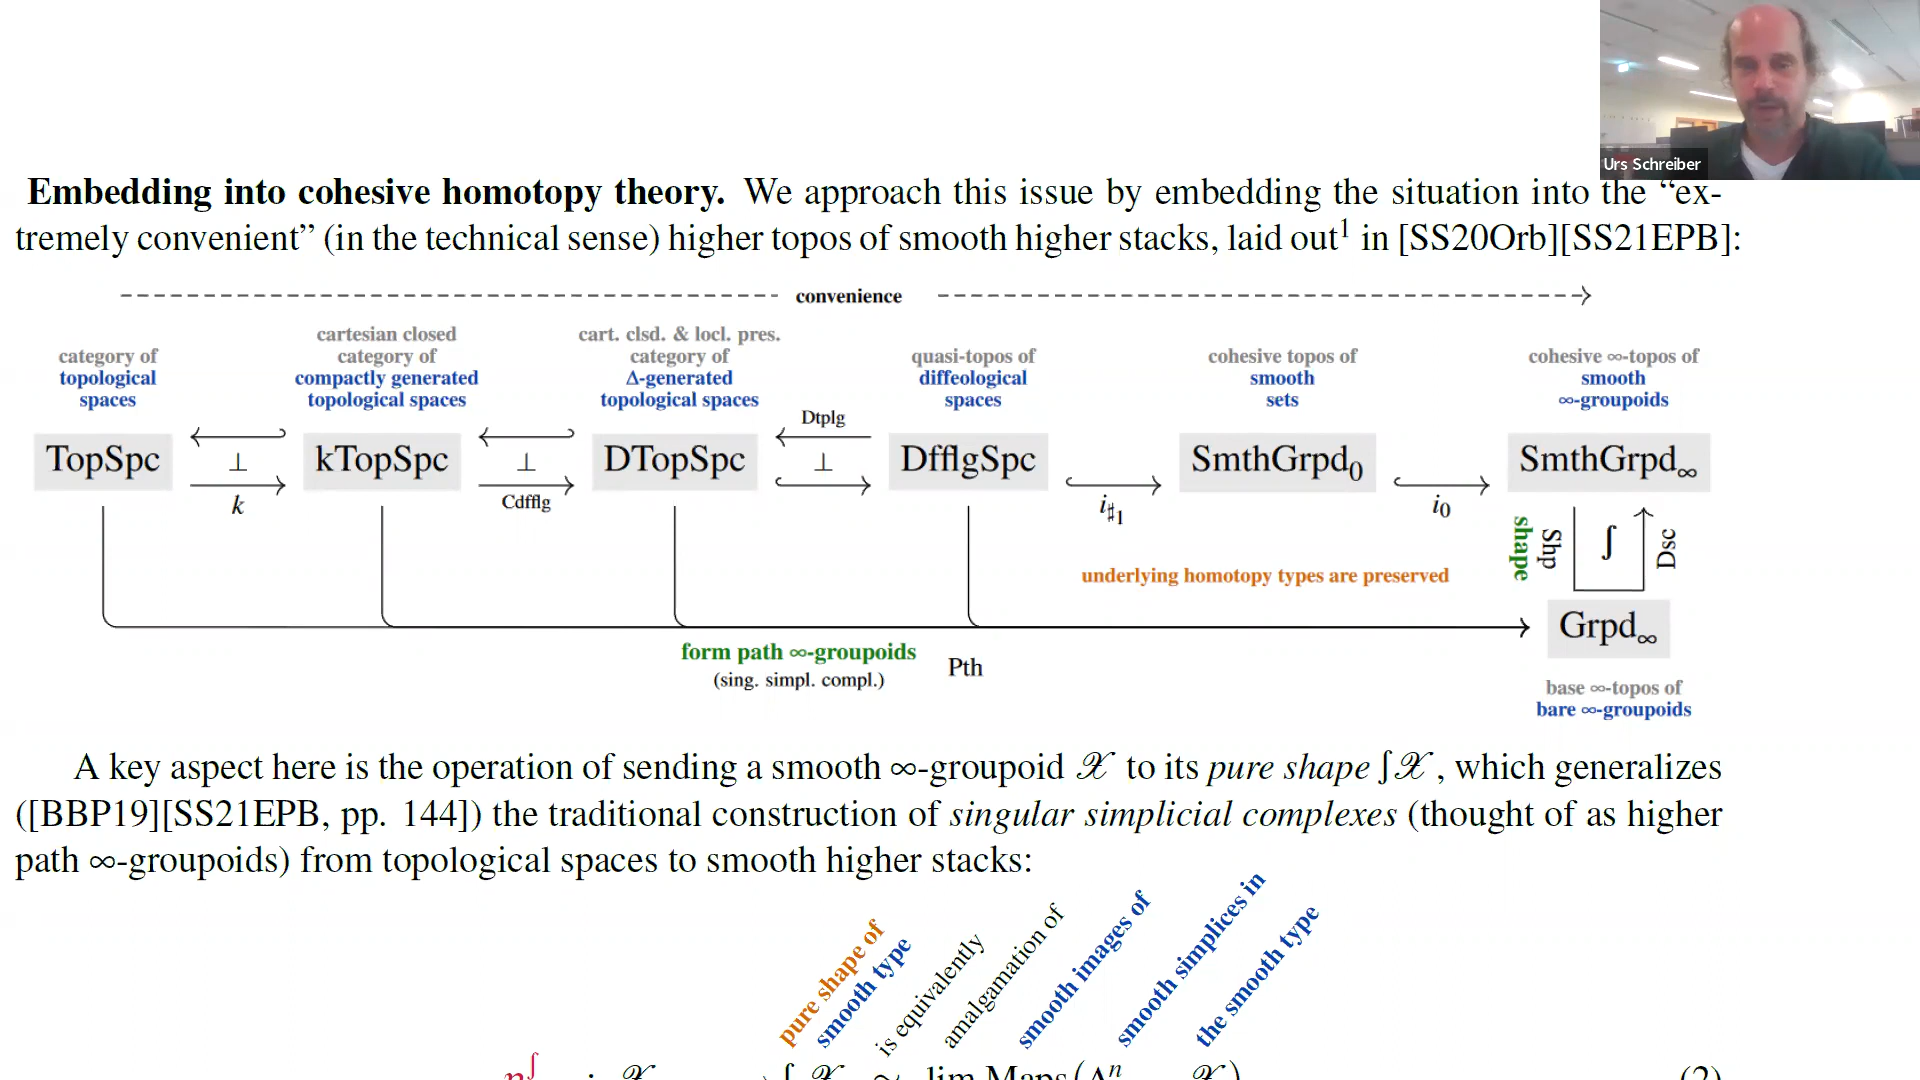 Urs Schreiber
Embedding into cohesive homotopy theory. We approach this issue by embedding the situation into the “ex-
tremely convenient” (in the technical sense) higher topos of smooth higher stacks, laid out¹ in [SS20Orb][SS21EPB]:
convenience
category of
topological
spaces
cartesian closed
category of
compactly generated
topological spaces
cart. clsd. & locl. pres.
category of
Δ-generated
topological spaces
quasi-topos of
diffeological
spaces
cohesive topos of
smooth
sets
cohesive ∞-topos of
smooth
∞-groupoids
Dtplg
TopSpc ⊥ kTopSpc ⊥ DTopSpc ⊥ DfflgSpc SmthGrpd₀ SmthGrpd∞
k Cdfflg i♯₁ i₀
shape Shp ∫ Dsc
underlying homotopy types are preserved
Grpd∞
form path ∞-groupoids
(sing. simpl. compl.)
Pth
base ∞-topos of
bare ∞-groupoids
A key aspect here is the operation of sending a smooth ∞-groupoid 𝒳 to its pure shape ∫𝒳, which generalizes
([BBP19][SS21EPB, pp. 144]) the traditional construction of singular simplicial complexes (thought of as higher
path ∞-groupoids) from topological spaces to smooth higher stacks:
pure shape of
smooth type
is equivalently
amalgamation of
smooth images of
smooth simplices in
the smooth type